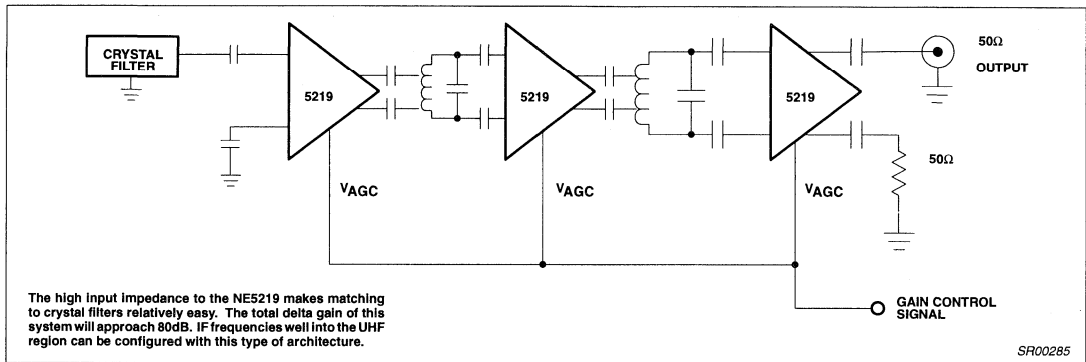 50Ω
OUTPUT
CRYSTAL
FILTER
5219
5219
5219
50Ω
VAGC
VAGC
VAGC
The high input impedance to the NE5219 makes matching
to crystal filters relatively easy. The total delta gain of this
system will approach 80dB. IF frequencies well into the UHF
region can be configured with this type of architecture.
GAIN CONTROL
SIGNAL
SR00285